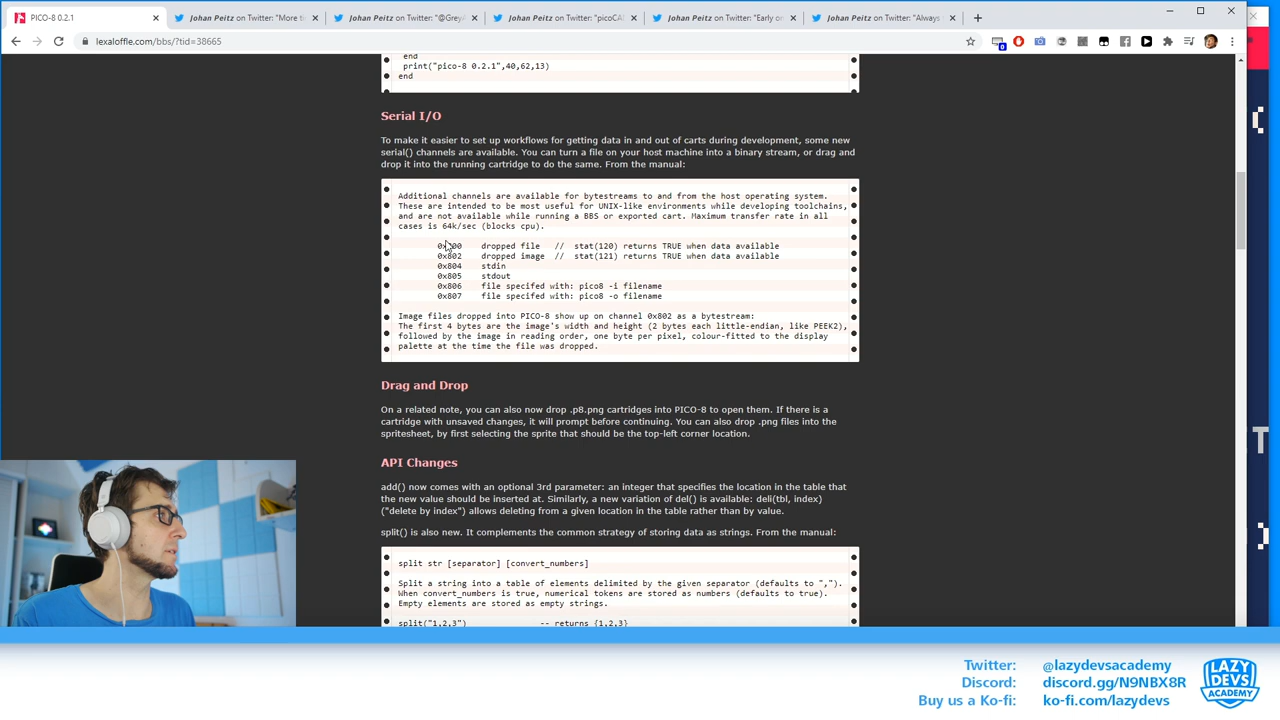 PICO-8 0.2.1
Johan Peitz on Twitter: "More ti
Johan Peitz on Twitter: "@Grey
Johan Peitz on Twitter: "picoCA
Johan Peitz on Twitter: "Early o
Johan Peitz on Twitter: "Always
lexaloffle.com/bbs/?tid=38665
end
print("pico-8 0.2.1",40,62,13)
end
Serial I/O
To make it easier to set up workflows for getting data in and out of carts during development, some new
serial() channels are available. You can turn a file on your host machine into a binary stream, or drag and
drop it into the running cartridge to do the same. From the manual:
Additional channels are available for bytestreams to and from the host operating system.
These are intended to be most useful for UNIX-like environments while developing toolchains,
and are not available while running a BBS or exported cart. Maximum transfer rate in all
cases is 64k/sec (blocks cpu).
0x800 dropped file // stat(120) returns TRUE when data available
0x802 dropped image // stat(121) returns TRUE when data available
0x804 stdin
0x805 stdout
0x806 file specifed with: pico8 -i filename
0x807 file specifed with: pico8 -o filename
Image files dropped into PICO-8 show up on channel 0x802 as a bytestream:
The first 4 bytes are the image's width and height (2 bytes each little-endian, like PEEK2),
followed by the image in reading order, one byte per pixel, colour-fitted to the display
palette at the time the file was dropped.
Drag and Drop
On a related note, you can also now drop .p8.png cartridges into PICO-8 to open them. If there is a
cartridge with unsaved changes, it will prompt before continuing. You can also drop .png files into the
spritesheet, by first selecting the sprite that should be the top-left corner location.
API Changes
add() now comes with an optional 3rd parameter: an integer that specifies the location in the table that
the new value should be inserted at. Similarly, a new variation of del() is available: deli(tbl, index)
("delete by index") allows deleting from a given location in the table rather than by value.
split() is also new. It complements the common strategy of storing data as strings. From the manual:
split str [separator] [convert_numbers]
Split a string into a table of elements delimited by the given separator (defaults to ",").
When convert_numbers is true, numerical tokens are stored as numbers (defaults to true).
Empty elements are stored as empty strings.
split("1,2,3") -- returns {1,2,3}
Twitter: @lazydevsacademy
Discord: discord.gg/N9NBX8R
Buy us a Ko-fi: ko-fi.com/lazydevs
LAZY
DEVS
ACADEMY